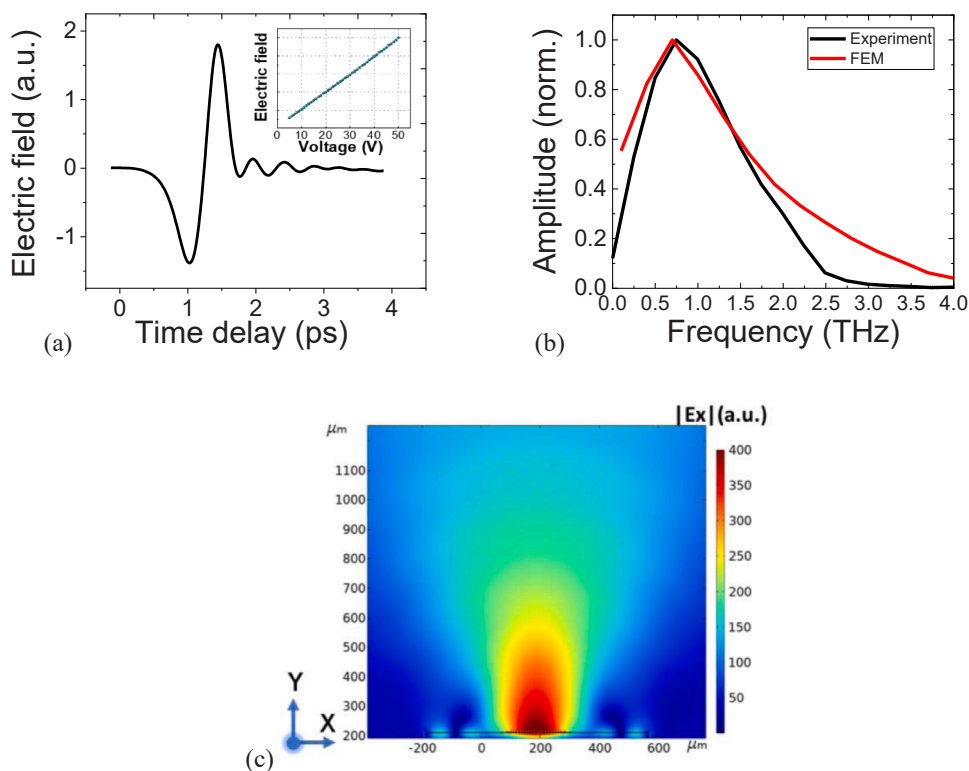 Electric field (a.u.)
2
1
0
-1
0 1 2 3 4
Time delay (ps)
(a)
Electric field
0 10 20 30 40 50
Voltage (V)
Amplitude (norm.)
1.0
0.8
0.6
0.4
0.2
0.0
0.0 0.5 1.0 1.5 2.0 2.5 3.0 3.5 4.0
Frequency (THz)
Experiment
FEM
(b)
|Ex|(a.u.)
μm
1100
1000
900
800
700
600
500
400
300
200
-200 0 200 400 600 μm
400
350
300
250
200
150
100
50
Y
X
(c)